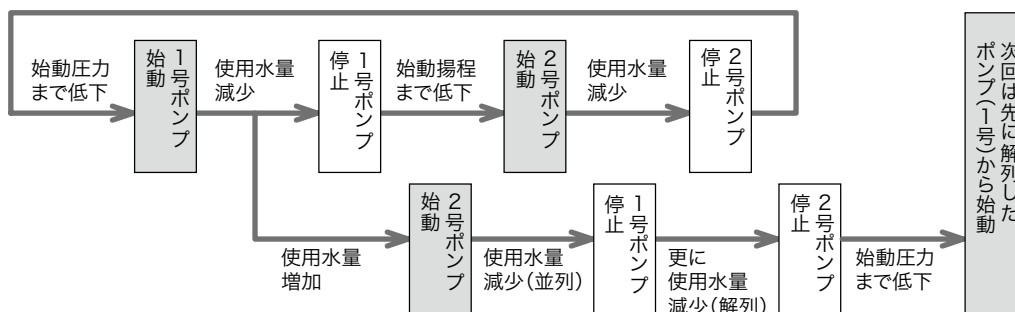 始動圧力
まで低下
1号ポンプ
始動
使用水量
減少
1号ポンプ
停止
始動揚程
まで低下
2号ポンプ
始動
使用水量
減少
2号ポンプ
停止
使用水量
増加
2号ポンプ
始動
使用水量
減少(並列)
1号ポンプ
停止
更に
使用水量
減少(解列)
2号ポンプ
停止
始動圧力
まで低下
次回は先に解列した
ポンプ(1号)から始動